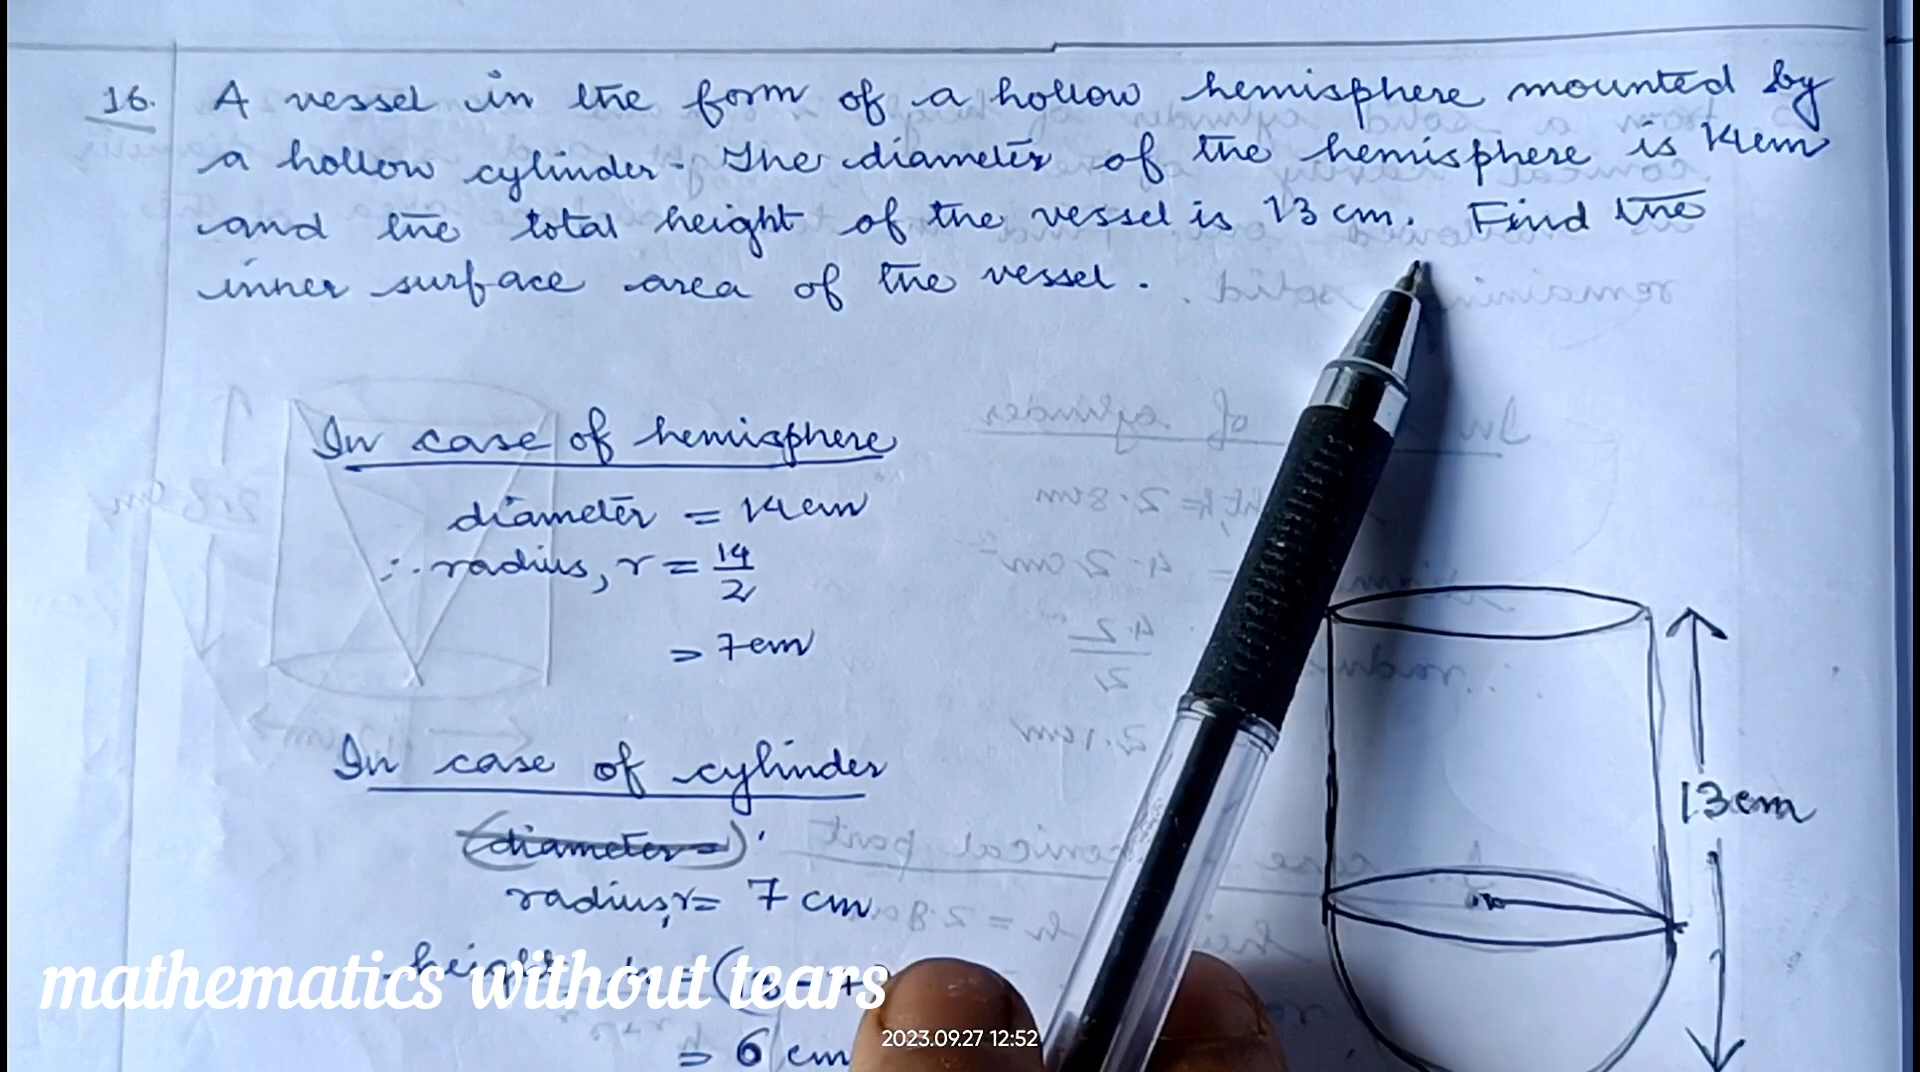 16. A vessel in the form of a hollow hemisphere mounted by
a hollow cylinder. The diameter of the hemisphere is 14cm
and the total height of the vessel is 13 cm. Find the
inner surface area of the vessel.
In case of hemisphere
diameter = 14cm
∴ radius, r = 14/2
= 7cm
In case of cylinder
(diameter =)
radius, r = 7 cm
height
= 6 cm
13cm
mathematics without tears
2023.09.27 12:52